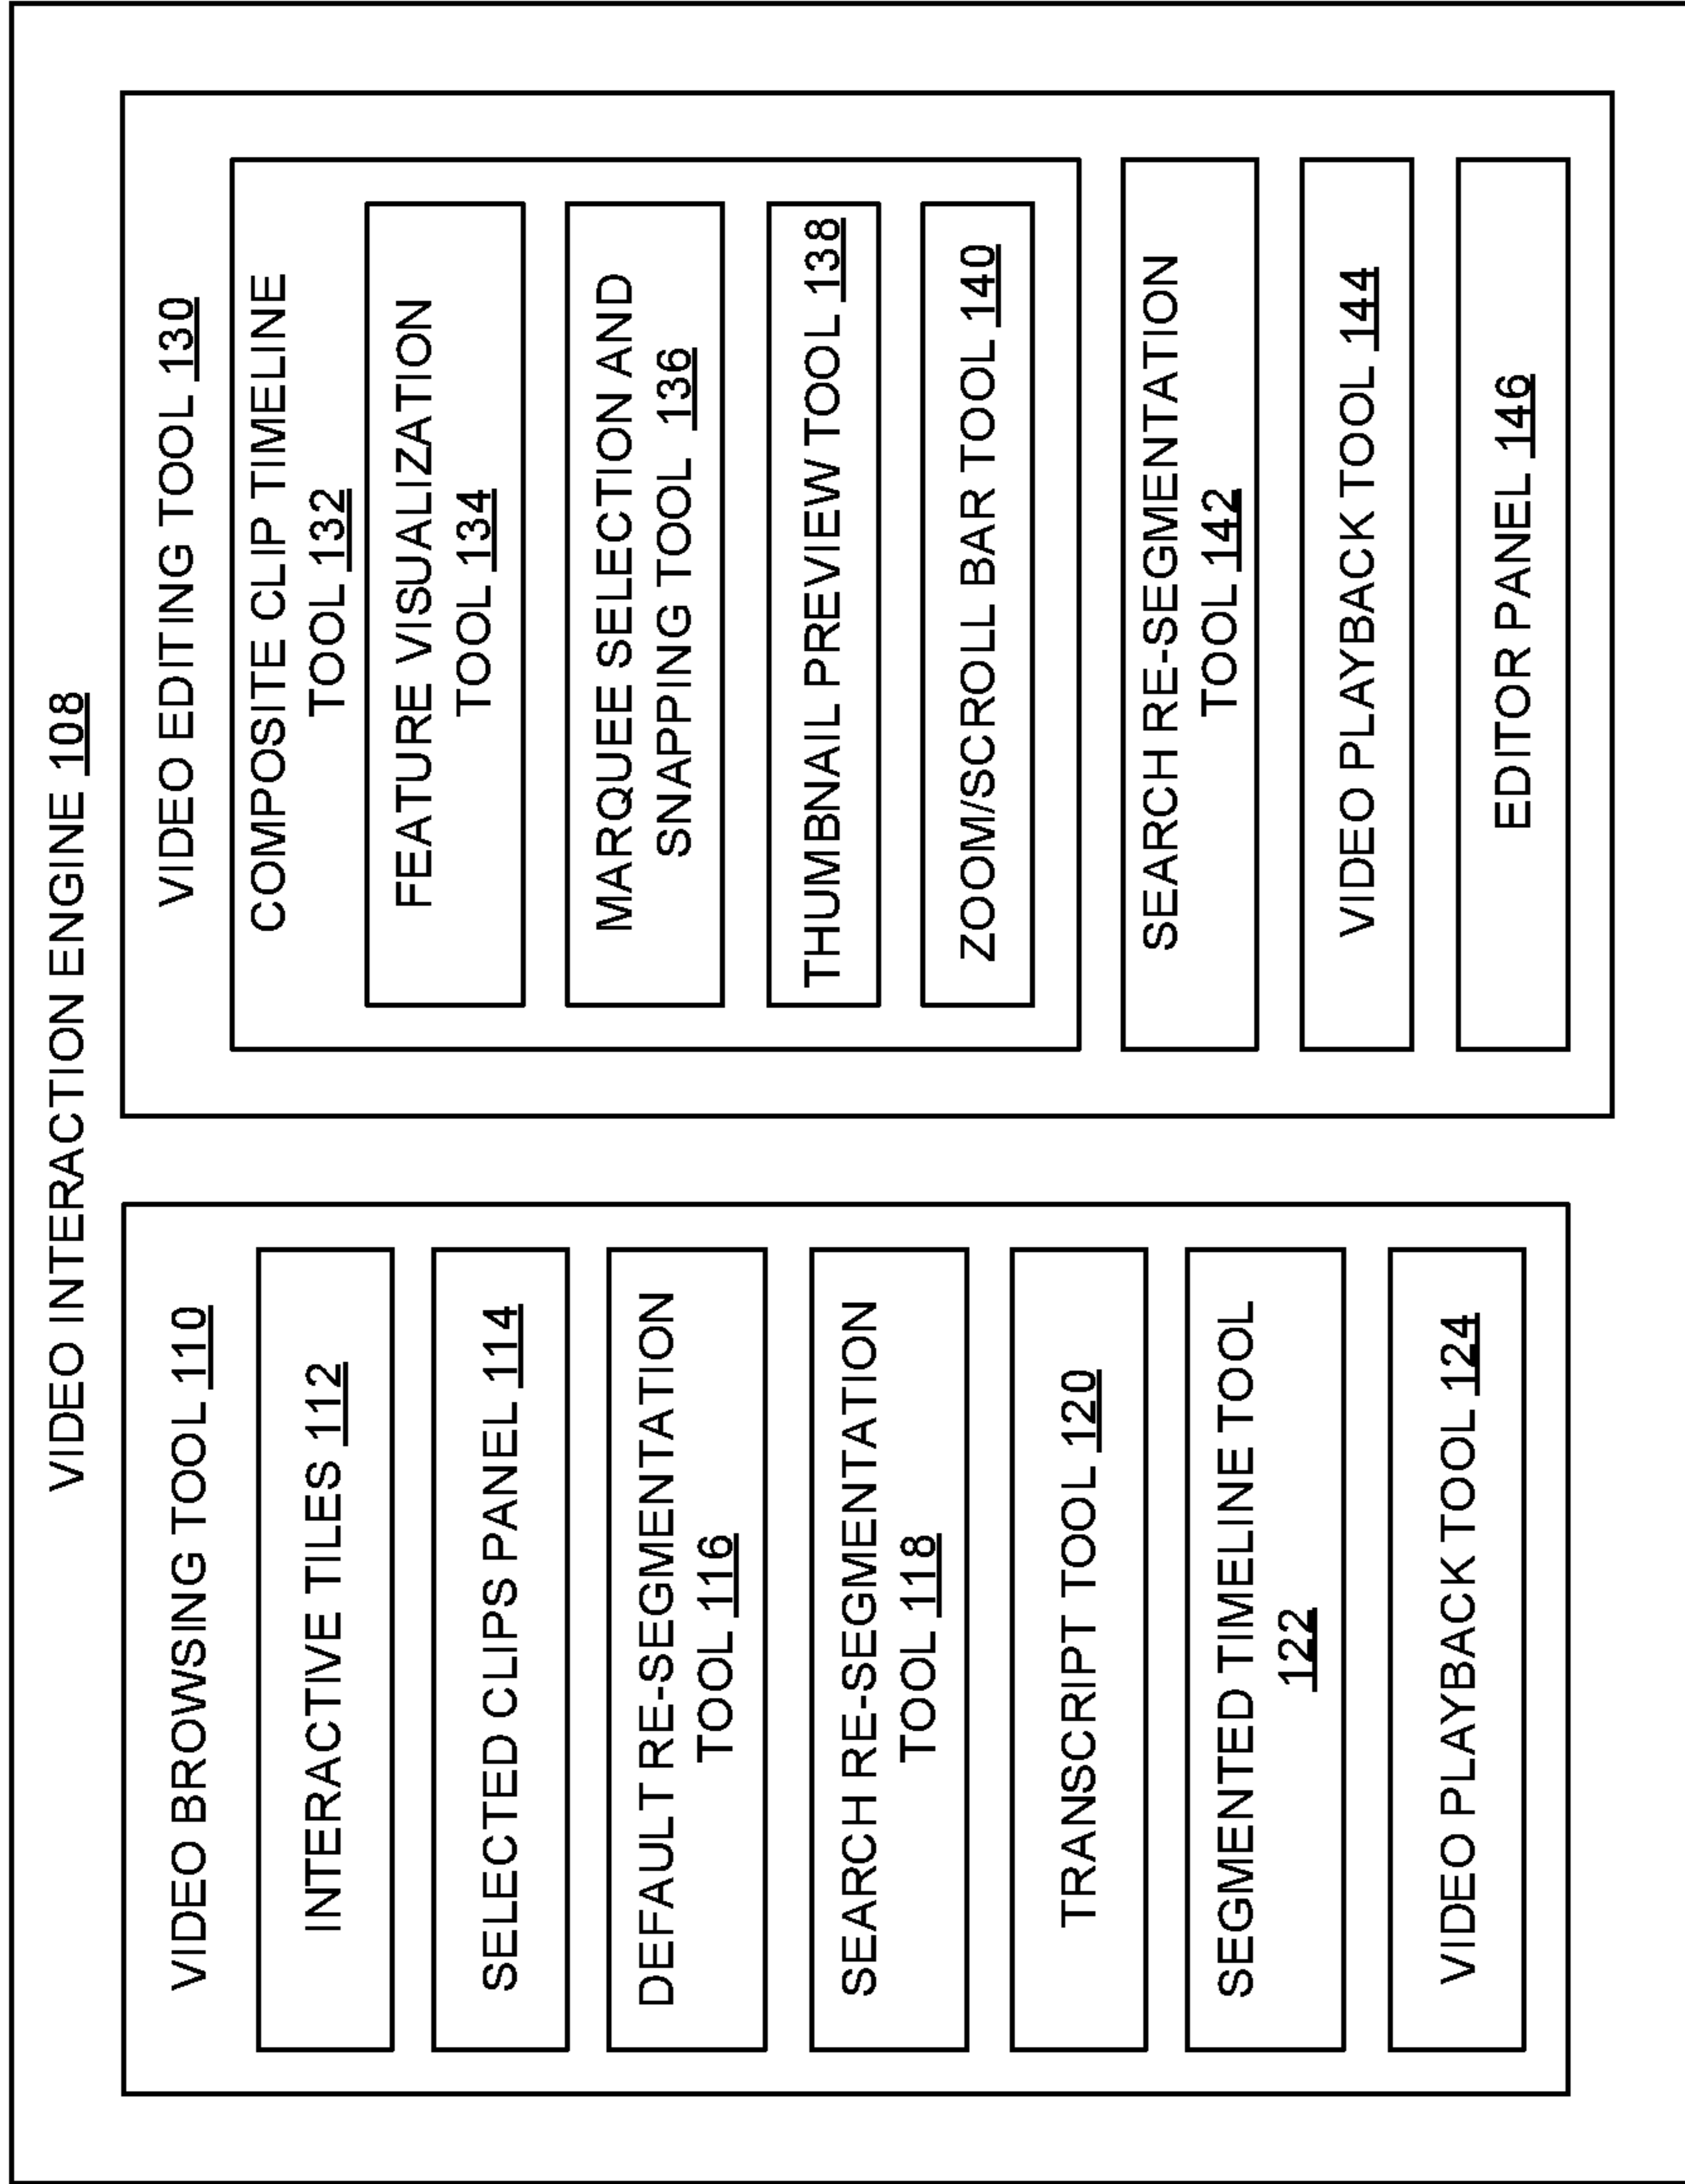 VIDEO INTERACTION ENGINE 108
VIDEO BROWSING TOOL 110
INTERACTIVE TILES 112
SELECTED CLIPS PANEL 114
DEFAULT RE-SEGMENTATION
TOOL 116
SEARCH RE-SEGMENTATION
TOOL 118
TRANSCRIPT TOOL 120
SEGMENTED TIMELINE TOOL
122
VIDEO PLAYBACK TOOL 124
VIDEO EDITING TOOL 130
COMPOSITE CLIP TIMELINE
TOOL 132
FEATURE VISUALIZATION
TOOL 134
MARQUEE SELECTION AND
SNAPPING TOOL 136
THUMBNAIL PREVIEW TOOL 138
ZOOM/SCROLL BAR TOOL 140
SEARCH RE-SEGMENTATION
TOOL 142
VIDEO PLAYBACK TOOL 144
EDITOR PANEL 146